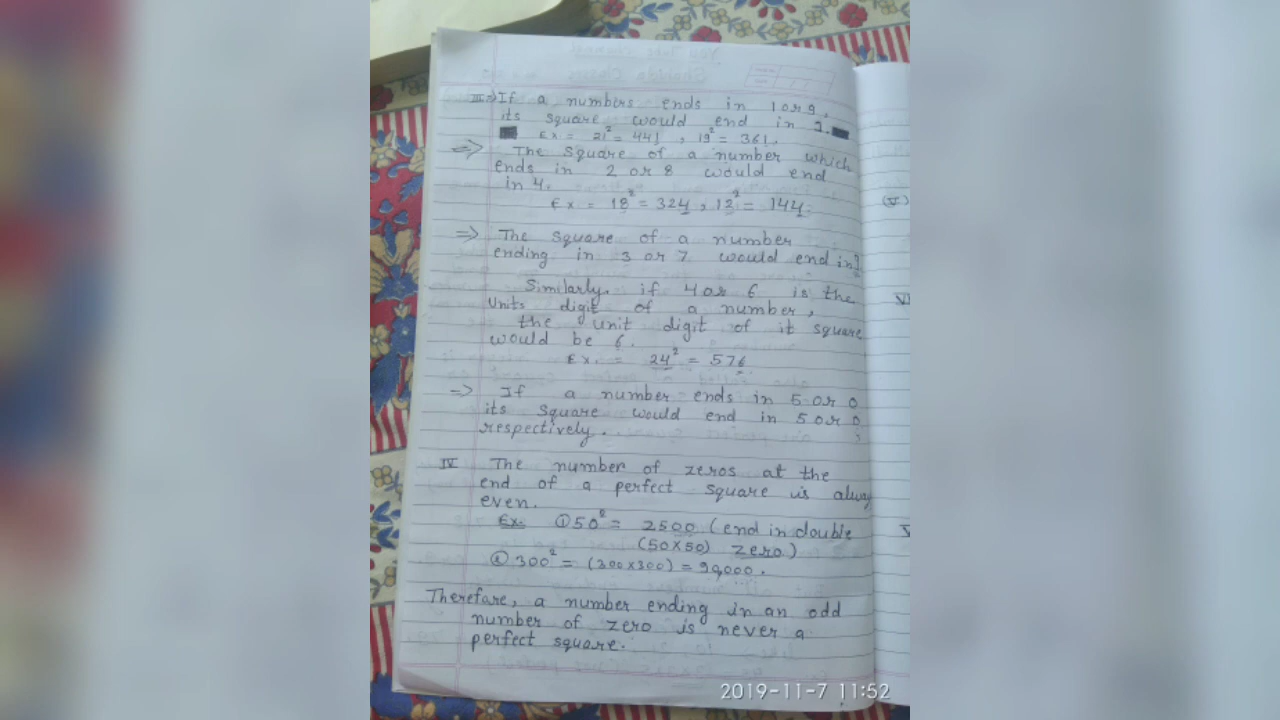 III⇒ If a numbers ends in 1 or 9,
its square would end in 1.
Ex = 21² = 441, 19² = 361.
⇒ The square of a number which
ends in 2 or 8 would end
in 4.
Ex = 18² = 324, 12² = 144.
⇒ The square of a number
ending in 3 or 7 would end in
Similarly. if 4 or 6 is the
Units digit of a number,
the unit digit of it square
would be 6.
Ex. = 24² = 576
⇒ If a number ends in 5 or 0
its square would end in 5 or 0
respectively.
IV The number of zeros at the
end of a perfect square is alway
even.
Ex. ① 50² = 2500 (end in double
(50×50) zero)
② 300² = (300×300) = 90,000.
Therefore, a number ending in an odd
number of zero is never a
perfect square.
(V)
VI
2019-11-7 11:52